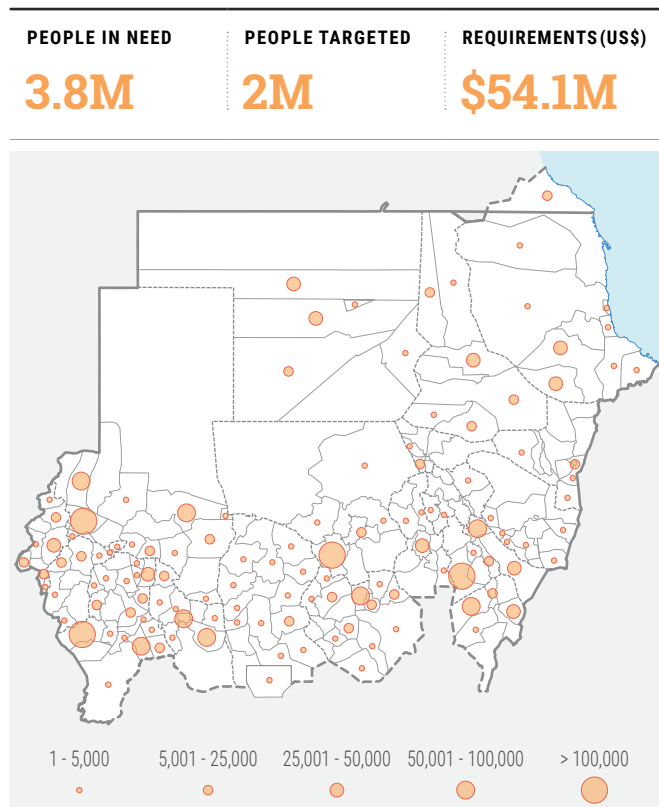 PEOPLE IN NEED PEOPLE TARGETED REQUIREMENTS (US$)
3.8M 2M $54.1M
1 - 5,000 5,001 - 25,000 25,001 - 50,000 50,001 - 100,000 > 100,000